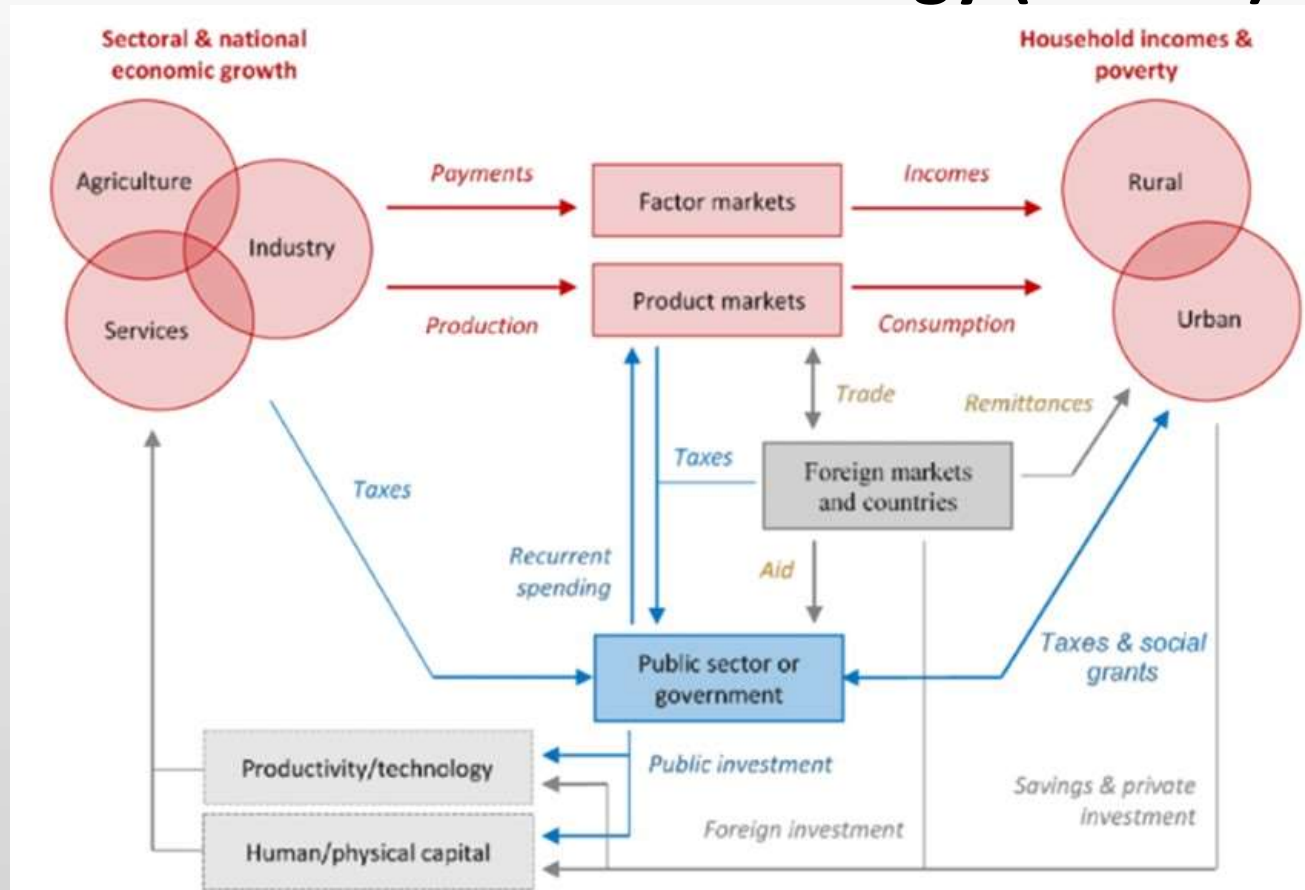 Sectoral & national
economic growth
Household incomes &
poverty
Agriculture
Industry
Services
Payments
Factor markets
Incomes
Rural
Production
Product markets
Consumption
Urban
Trade
Remittances
Taxes
Taxes
Foreign markets
and countries
Recurrent
spending
Aid
Public sector or
government
Taxes & social
grants
Productivity/technology
Public investment
Savings & private
investment
Human/physical capital
Foreign investment